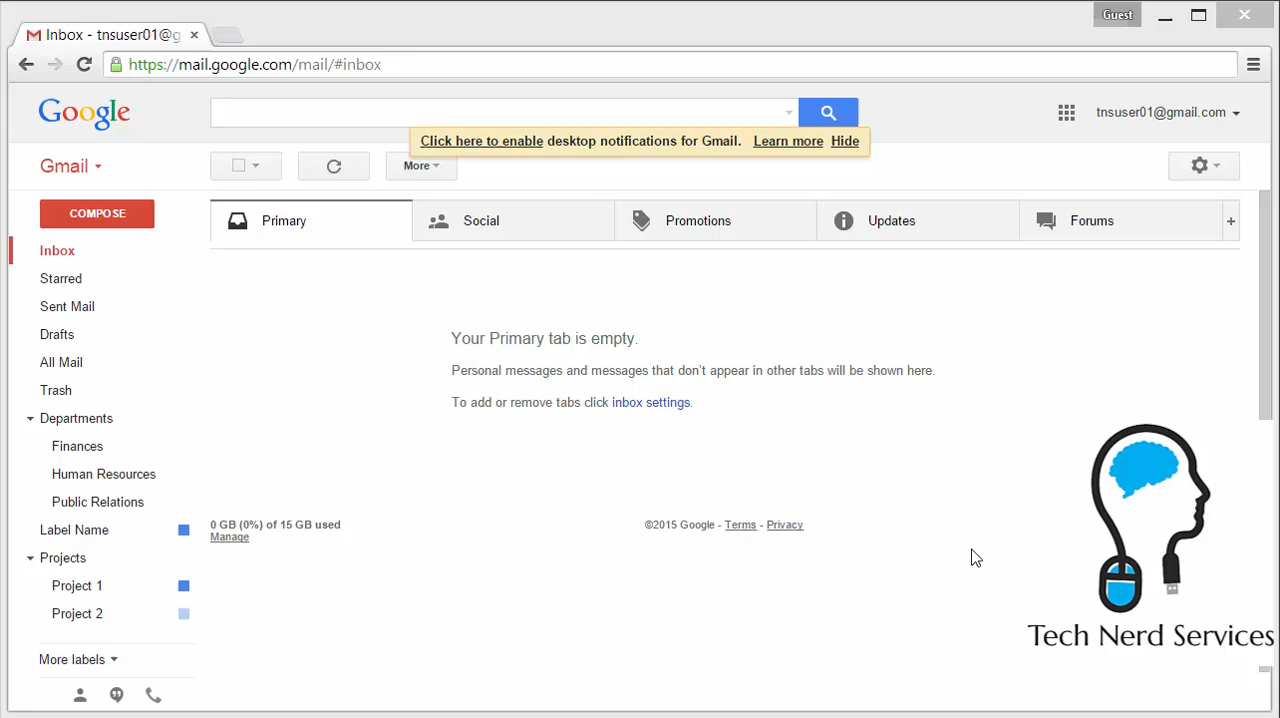 Guest
Inbox - tnsuser01@g
https://mail.google.com/mail/#inbox
Google
tnsuser01@gmail.com
Click here to enable desktop notifications for Gmail. Learn more Hide
Gmail
More
COMPOSE
Primary
Social
Promotions
Updates
Forums
+
Inbox
Starred
Sent Mail
Drafts
All Mail
Trash
Departments
Finances
Human Resources
Public Relations
Label Name
Projects
Project 1
Project 2
More labels
Your Primary tab is empty.
Personal messages and messages that don't appear in other tabs will be shown here.
To add or remove tabs click inbox settings.
0 GB (0%) of 15 GB used
Manage
©2015 Google - Terms - Privacy
Tech Nerd Services